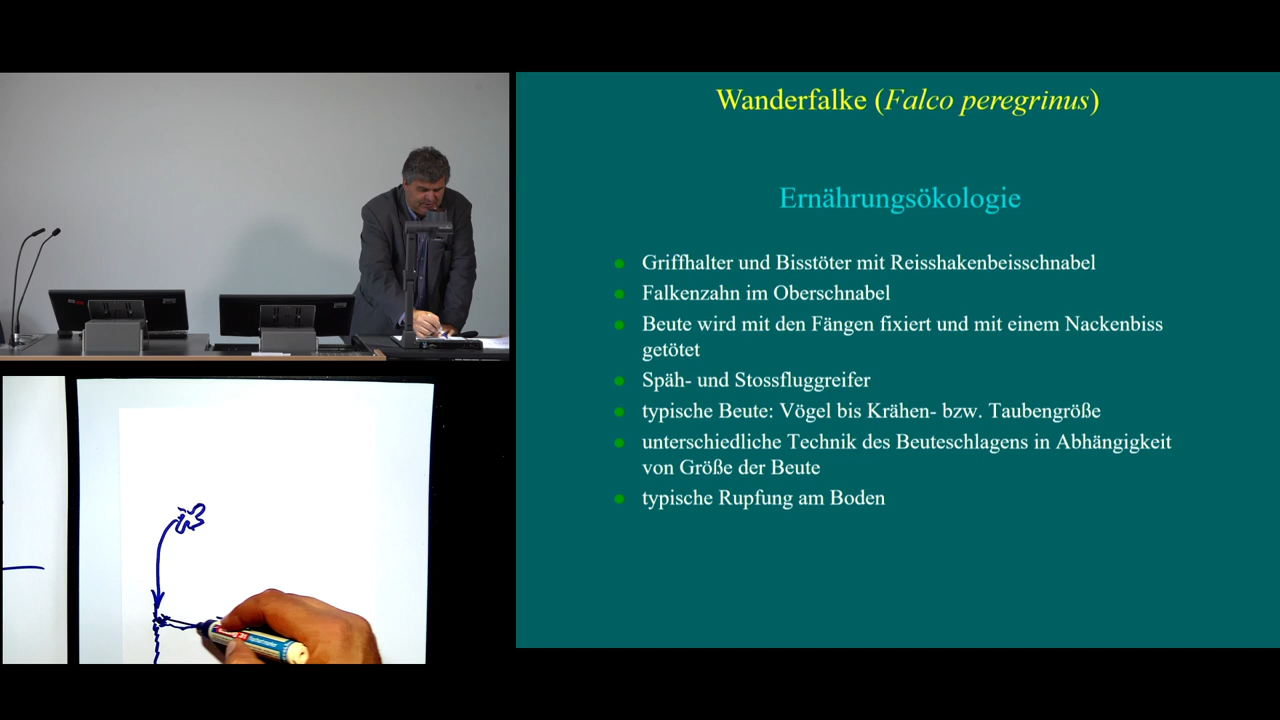 Wanderfalke (Falco peregrinus)
Ernährungsökologie
Griffhalter und Bisstöter mit Reisshakenbeisschnabel
Falkenzahn im Oberschnabel
Beute wird mit den Fängen fixiert und mit einem Nackenbiss
getötet
Späh- und Stossfluggreifer
typische Beute: Vögel bis Krähen- bzw. Taubengröße
unterschiedliche Technik des Beuteschlagens in Abhängigkeit
von Größe der Beute
typische Rupfung am Boden